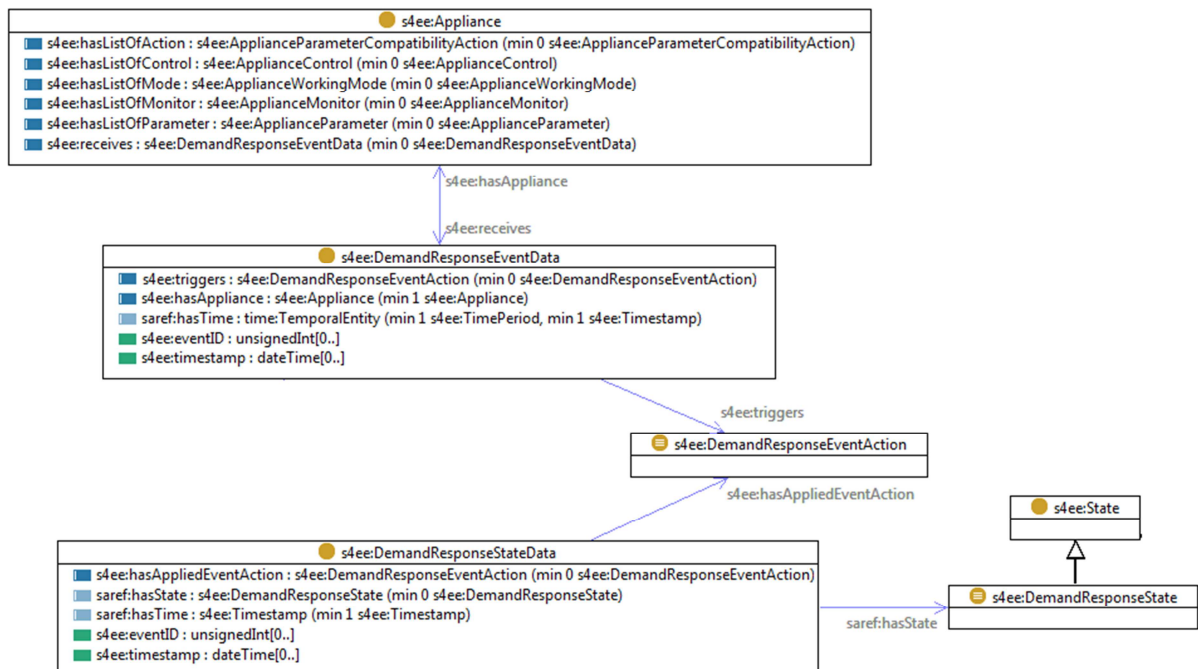 s4ee:Appliance
s4ee:hasListOfAction : s4ee:ApplianceParameterCompatibilityAction (min 0 s4ee:ApplianceParameterCompatibilityAction)
s4ee:hasListOfControl : s4ee:ApplianceControl (min 0 s4ee:ApplianceControl)
s4ee:hasListOfMode : s4ee:ApplianceWorkingMode (min 0 s4ee:ApplianceWorkingMode)
s4ee:hasListOfMonitor : s4ee:ApplianceMonitor (min 0 s4ee:ApplianceMonitor)
s4ee:hasListOfParameter : s4ee:ApplianceParameter (min 0 s4ee:ApplianceParameter)
s4ee:receives : s4ee:DemandResponseEventData (min 0 s4ee:DemandResponseEventData)
s4ee:hasAppliance
s4ee:receives
s4ee:DemandResponseEventData
s4ee:triggers : s4ee:DemandResponseEventAction (min 0 s4ee:DemandResponseEventAction)
s4ee:hasAppliance : s4ee:Appliance (min 1 s4ee:Appliance)
saref:hasTime : time:TemporalEntity (min 1 s4ee:TimePeriod, min 1 s4ee:Timestamp)
s4ee:eventID : unsignedInt[0..]
s4ee:timestamp : dateTime[0..]
s4ee:triggers
s4ee:DemandResponseEventAction
s4ee:hasAppliedEventAction
s4ee:State
s4ee:DemandResponseStateData
s4ee:hasAppliedEventAction : s4ee:DemandResponseEventAction (min 0 s4ee:DemandResponseEventAction)
saref:hasState : s4ee:DemandResponseState (min 0 s4ee:DemandResponseState)
saref:hasTime : s4ee:Timestamp (min 1 s4ee:Timestamp)
s4ee:eventID : unsignedInt[0..]
s4ee:timestamp : dateTime[0..]
saref:hasState
s4ee:DemandResponseState